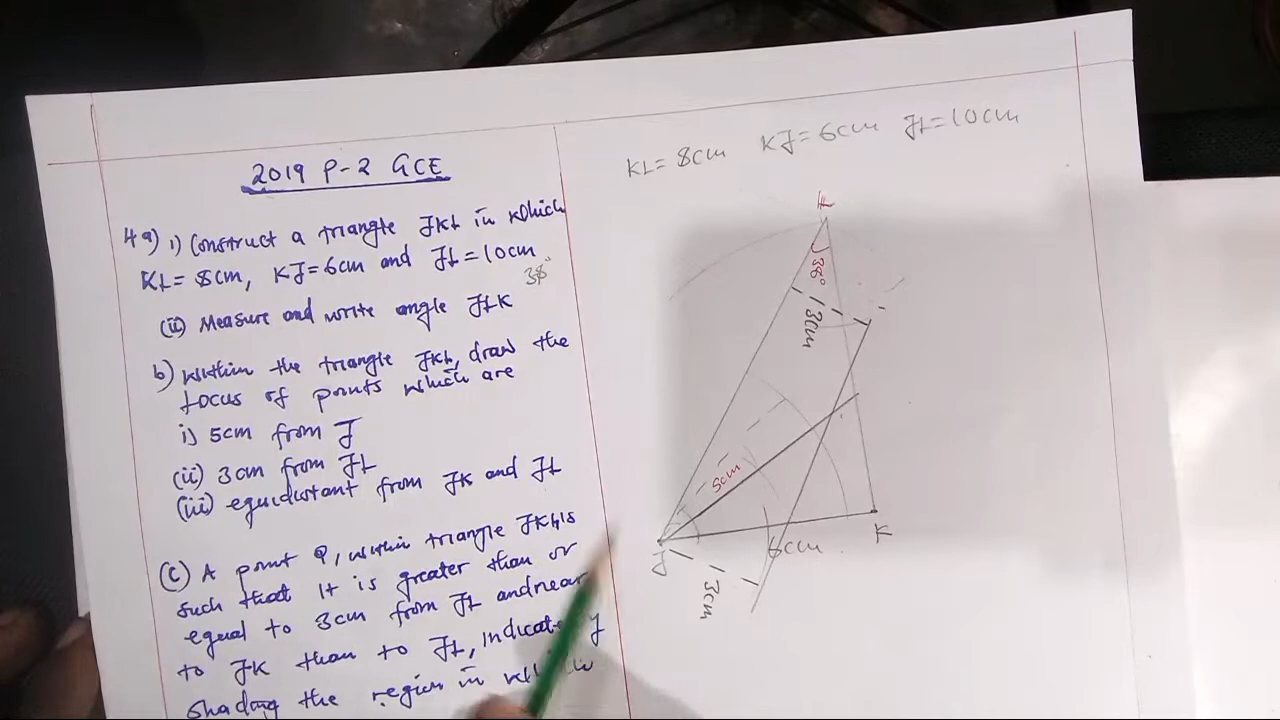 2019 P-2 GCE
4a) i) Construct a triangle JKL in which
KL = 8cm, KJ = 6cm and JL = 10cm
38°
(ii) Measure and write angle JLK
b) Within the triangle JKL, draw the
locus of points which are
i) 5cm from J
(ii) 3cm from JL
(iii) equidistant from JK and JL
(c) A point Q, within triangle JKL, is
such that it is greater than or
equal to 3cm from JL and near
to JK than to JL, indicate
shading the region in
KL = 8cm KJ = 6cm JL = 10cm
L
38°
3cm
5cm
J
6cm
K
3cm